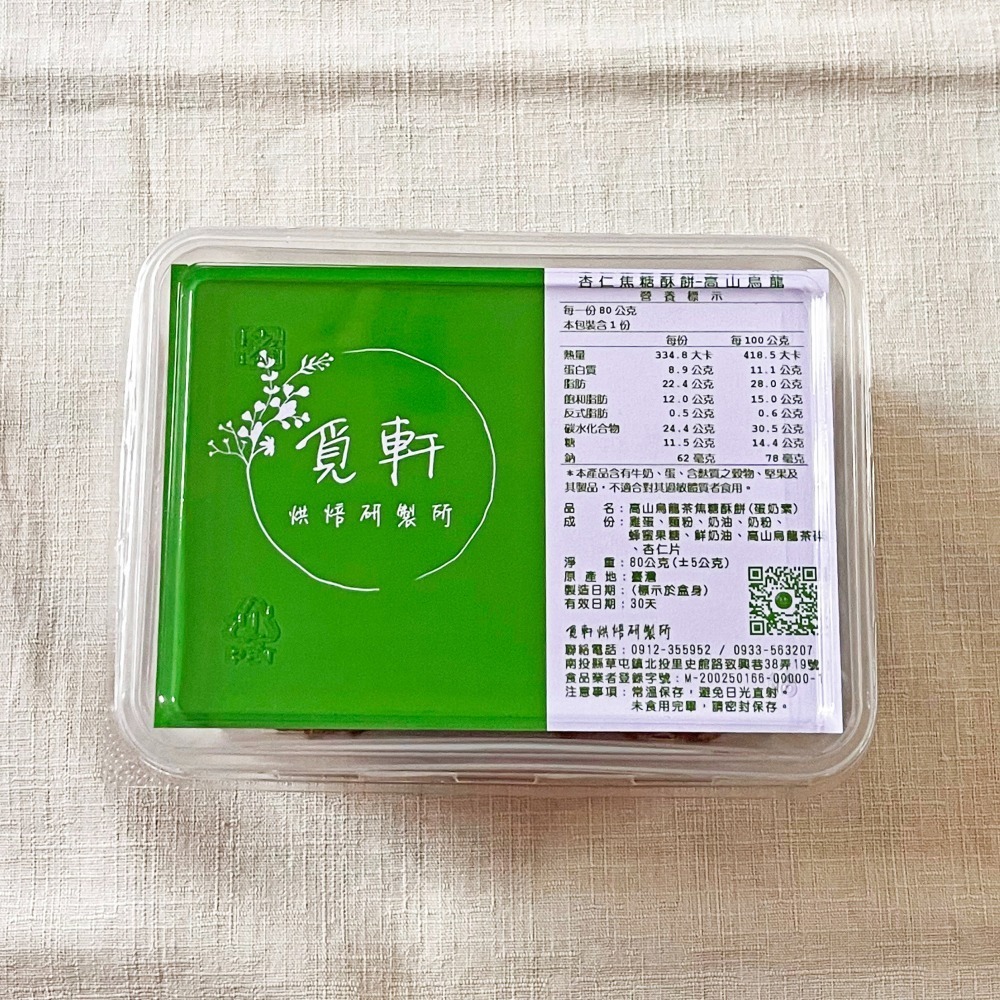 覓軒
烘焙研製所
PET
杏仁焦糖酥餅-高山烏龍
營養標示
每一份 80 公克
本包裝含 1 份
每份 每 100 公克
熱量 334.8 大卡 418.5 大卡
蛋白質 8.9 公克 11.1 公克
脂肪 22.4 公克 28.0 公克
飽和脂肪 12.0 公克 15.0 公克
反式脂肪 0.5 公克 0.6 公克
碳水化合物 24.4 公克 30.5 公克
糖 11.5 公克 14.4 公克
鈉 62 毫克 78 毫克
*本產品含有牛奶、蛋、含麩質之穀物、堅果及
其製品,不適合對其過敏體質者食用。
品名:高山烏龍茶焦糖酥餅(蛋奶素)
成份:雞蛋、麵粉、奶油、奶粉、
蜂蜜果糖、鮮奶油、高山烏龍茶
、杏仁片
淨重:80公克(±5公克)
原產地:臺灣
製造日期:(標示於盒身)
有效日期:30天
覓軒烘焙研製所
聯絡電話:0912-355952 / 0933-563207
南投縣草屯鎮北投里史館路致興巷38弄19號
食品業者登錄字號:M-200250166-00000-
注意事項:常溫保存,避免日光直射。
未食用完畢,請密封保存。